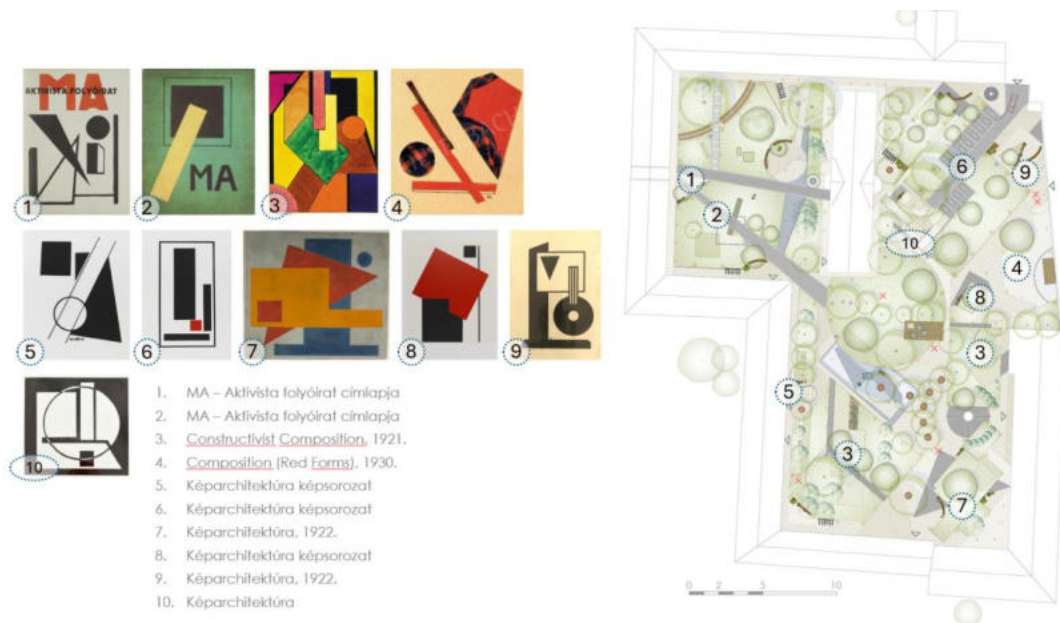 MA
AKTIVISTA FOLYÓIRAT
1
MA
2
3
4
5
6
7
8
9
10
1. MA – Aktivista folyóirat címlapja
2. MA – Aktivista folyóirat címlapja
3. Constructivist Composition, 1921.
4. Composition (Red Forms), 1930.
5. Képarchitektúra képsorozat
6. Képarchitektúra képsorozat
7. Képarchitektúra, 1922.
8. Képarchitektúra képsorozat
9. Képarchitektúra, 1922.
10. Képarchitektúra
1
2
6
9
10
4
8
3
5
3
7
0 2 5 10